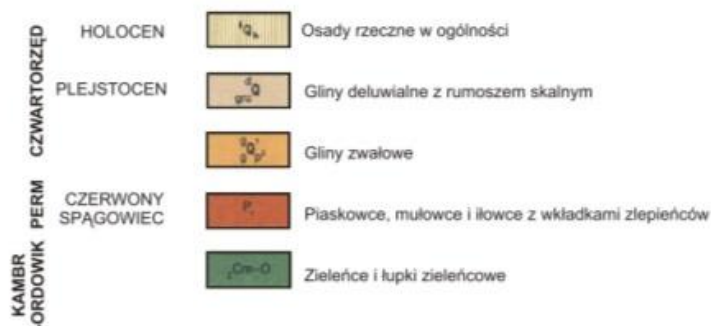 CZWARTORZĘD
HOLOCEN
Osady rzeczne w ogólności
PLEJSTOCEN
Gliny deluwialne z rumoszem skalnym
Gliny zwałowe
PERM
CZERWONY
SPĄGOWIEC
P
Piaskowce, mułowce i iłowce z wkładkami zlepieńców
KAMBR
ORDOWIK
Cm-O
Zieleńce i łupki zieleńcowe